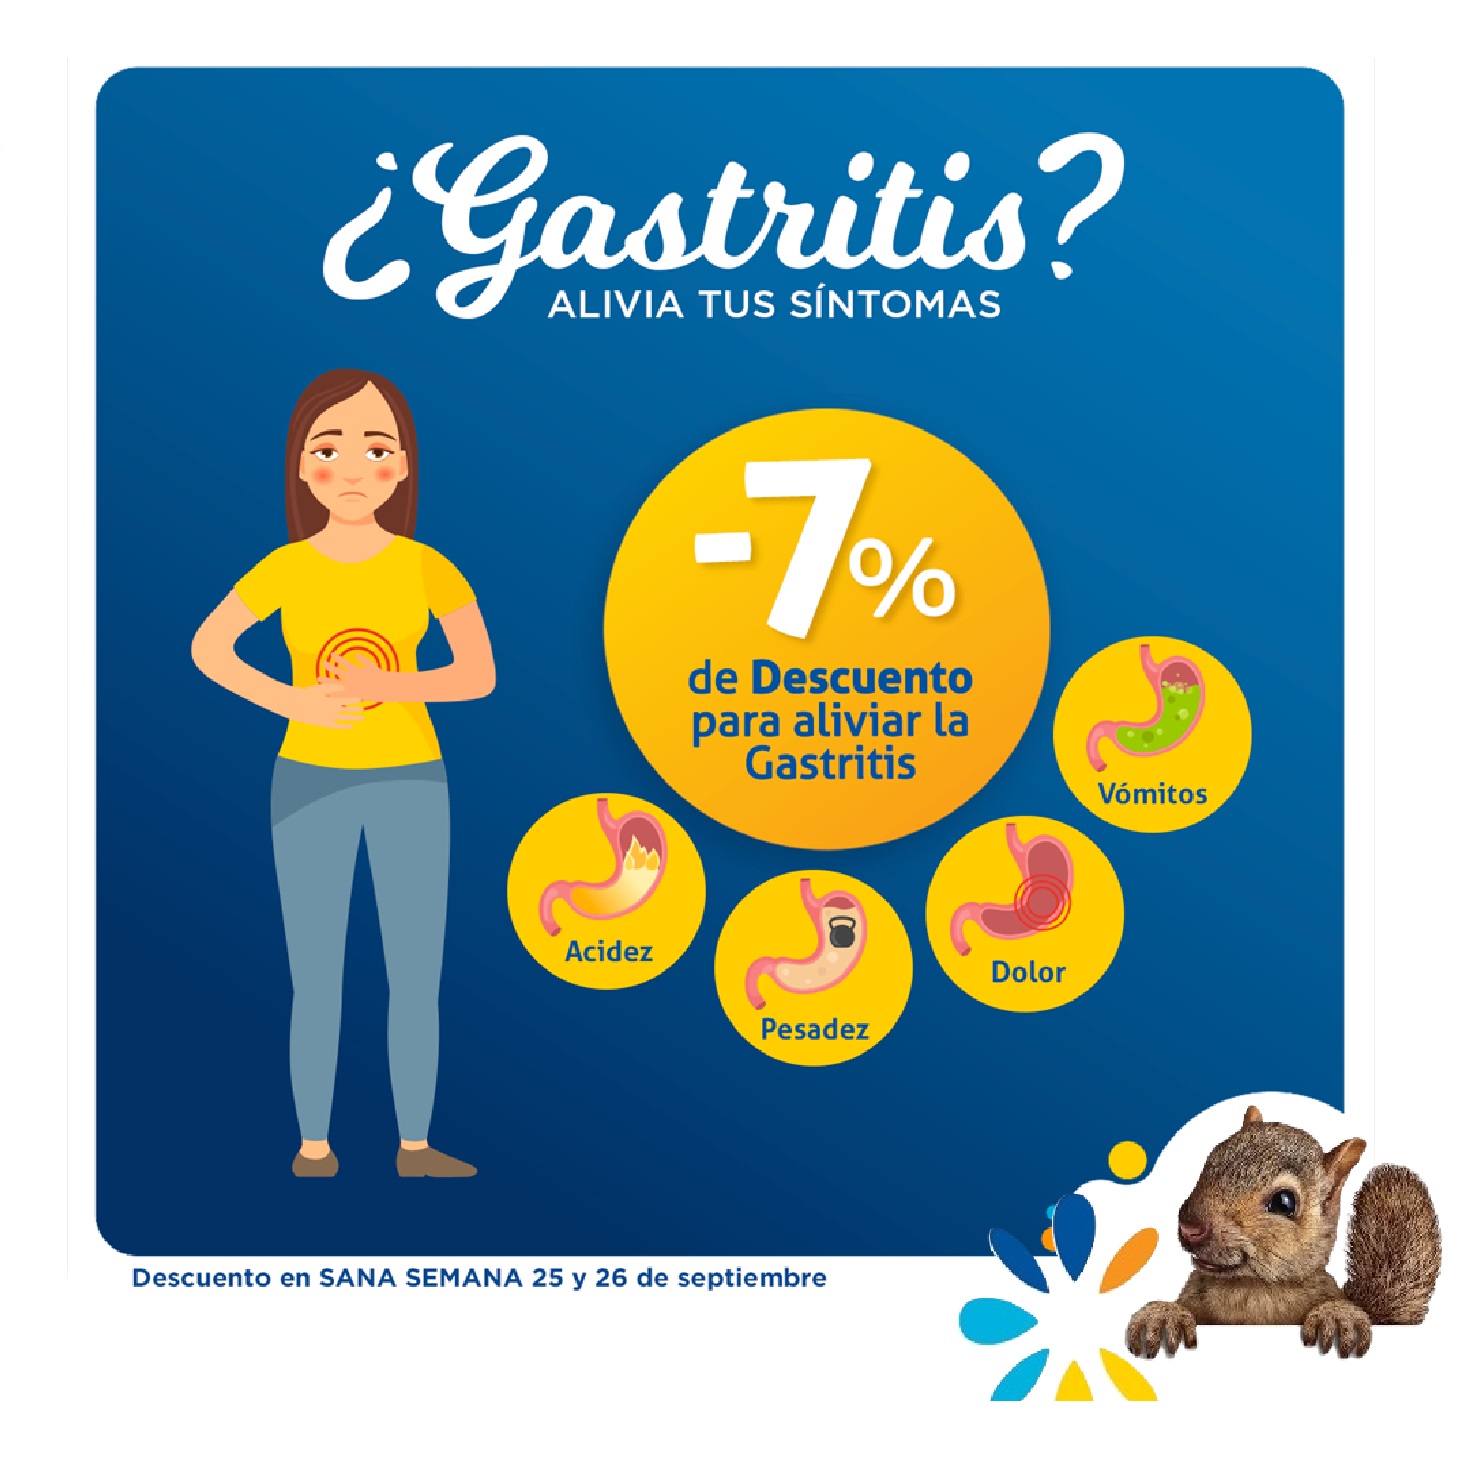 ¿Gastritis?
ALIVIA TUS SÍNTOMAS
-7%
de Descuento
para aliviar la
Gastritis
Vómitos
Acidez
Dolor
Pesadez
Descuento en SANA SEMANA 25 y 26 de septiembre